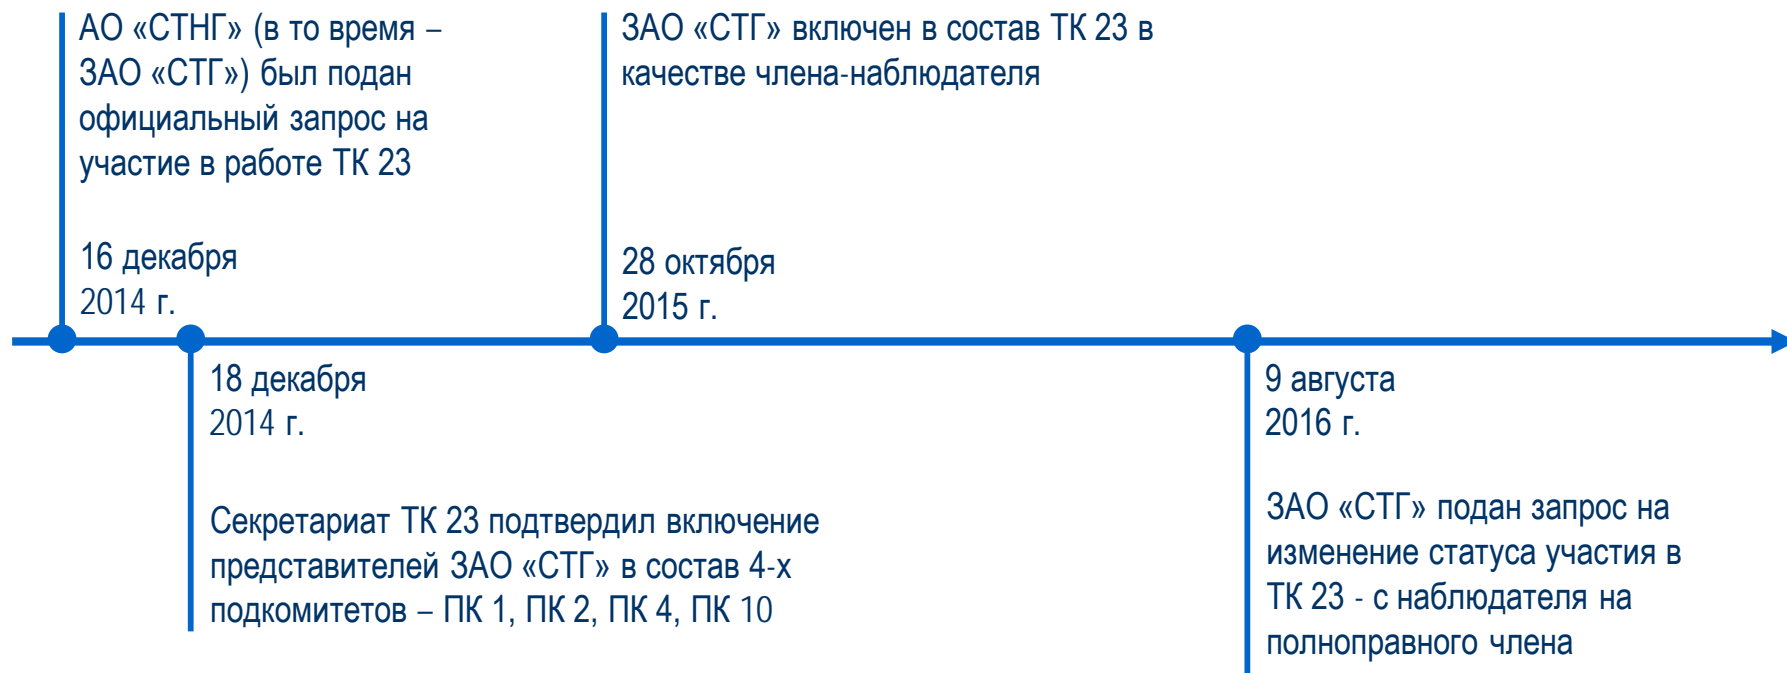 АО «СТНГ» (в то время –
ЗАО «СТГ») был подан
официальный запрос на
участие в работе ТК 23
16 декабря
2014 г.
ЗАО «СТГ» включен в состав ТК 23 в
качестве члена-наблюдателя
28 октября
2015 г.
18 декабря
2014 г.
Секретариат ТК 23 подтвердил включение
представителей ЗАО «СТГ» в состав 4-х
подкомитетов – ПК 1, ПК 2, ПК 4, ПК 10
9 августа
2016 г.
ЗАО «СТГ» подан запрос на
изменение статуса участия в
ТК 23 - с наблюдателя на
полноправного члена